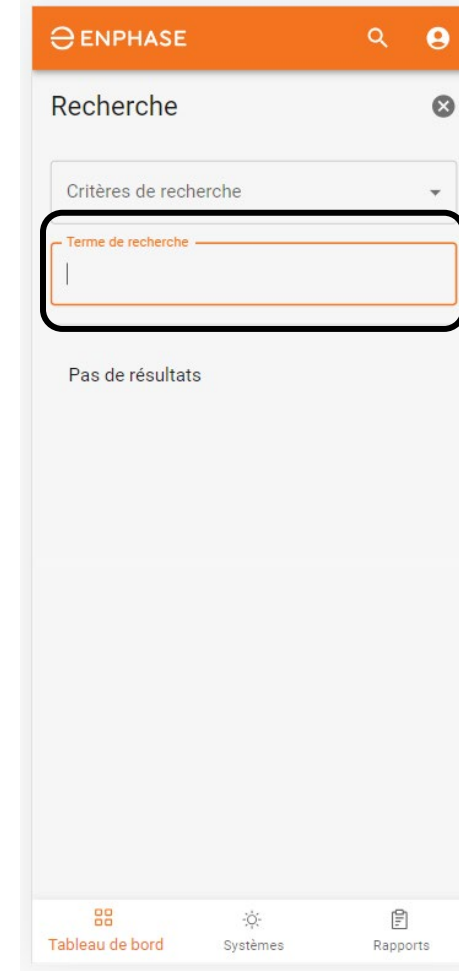 ENPHASE
Recherche
Critères de recherche
Terme de recherche
Pas de résultats
Tableau de bord
Systèmes
Rapports